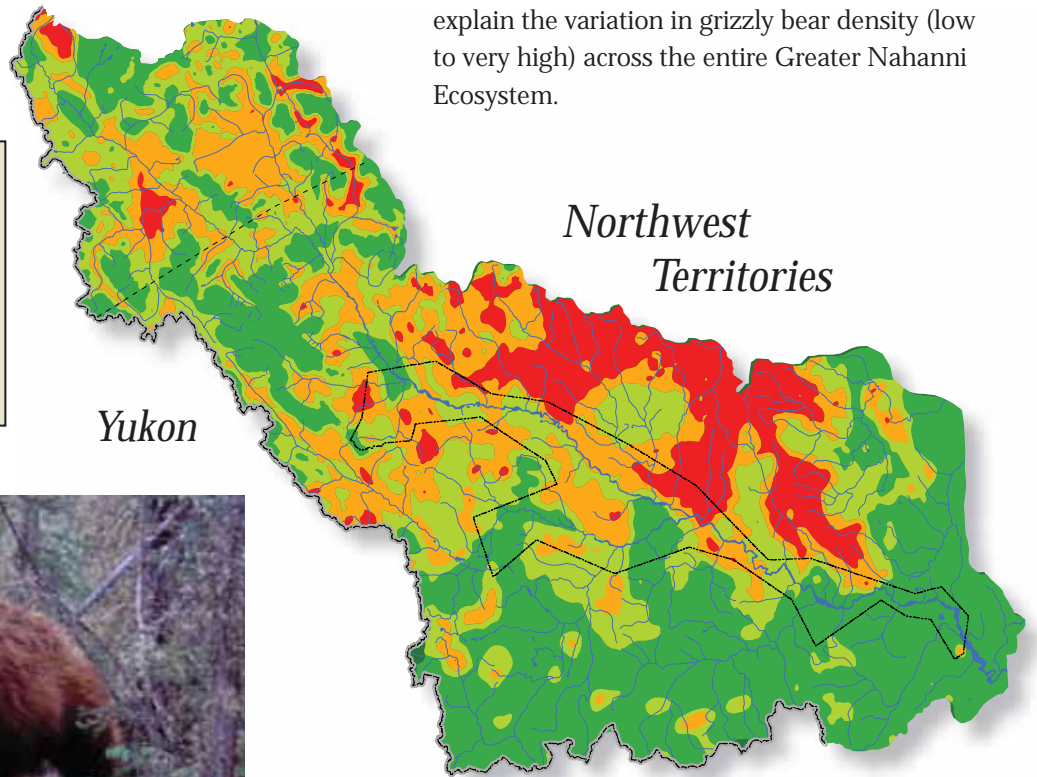 explain the variation in grizzly bear density (low
to very high) across the entire Greater Nahanni
Ecosystem.
Northwest
Territories
Yukon